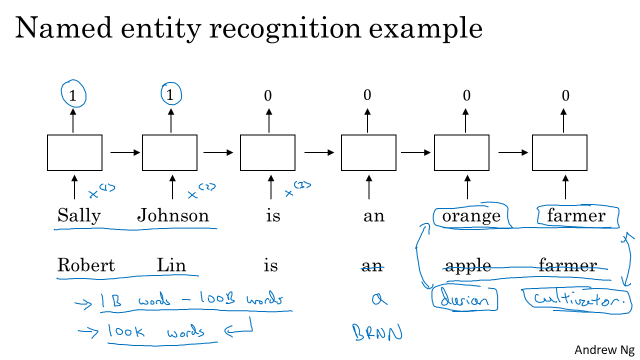 Named entity recognition example
1 1 0 0 0 0
x<1> x<2> x<3>
Sally Johnson is an orange farmer
Robert Lin is an apple farmer
→ 1B words - 100B words a durian cultivator.
→ 100k words BRNN
Andrew Ng